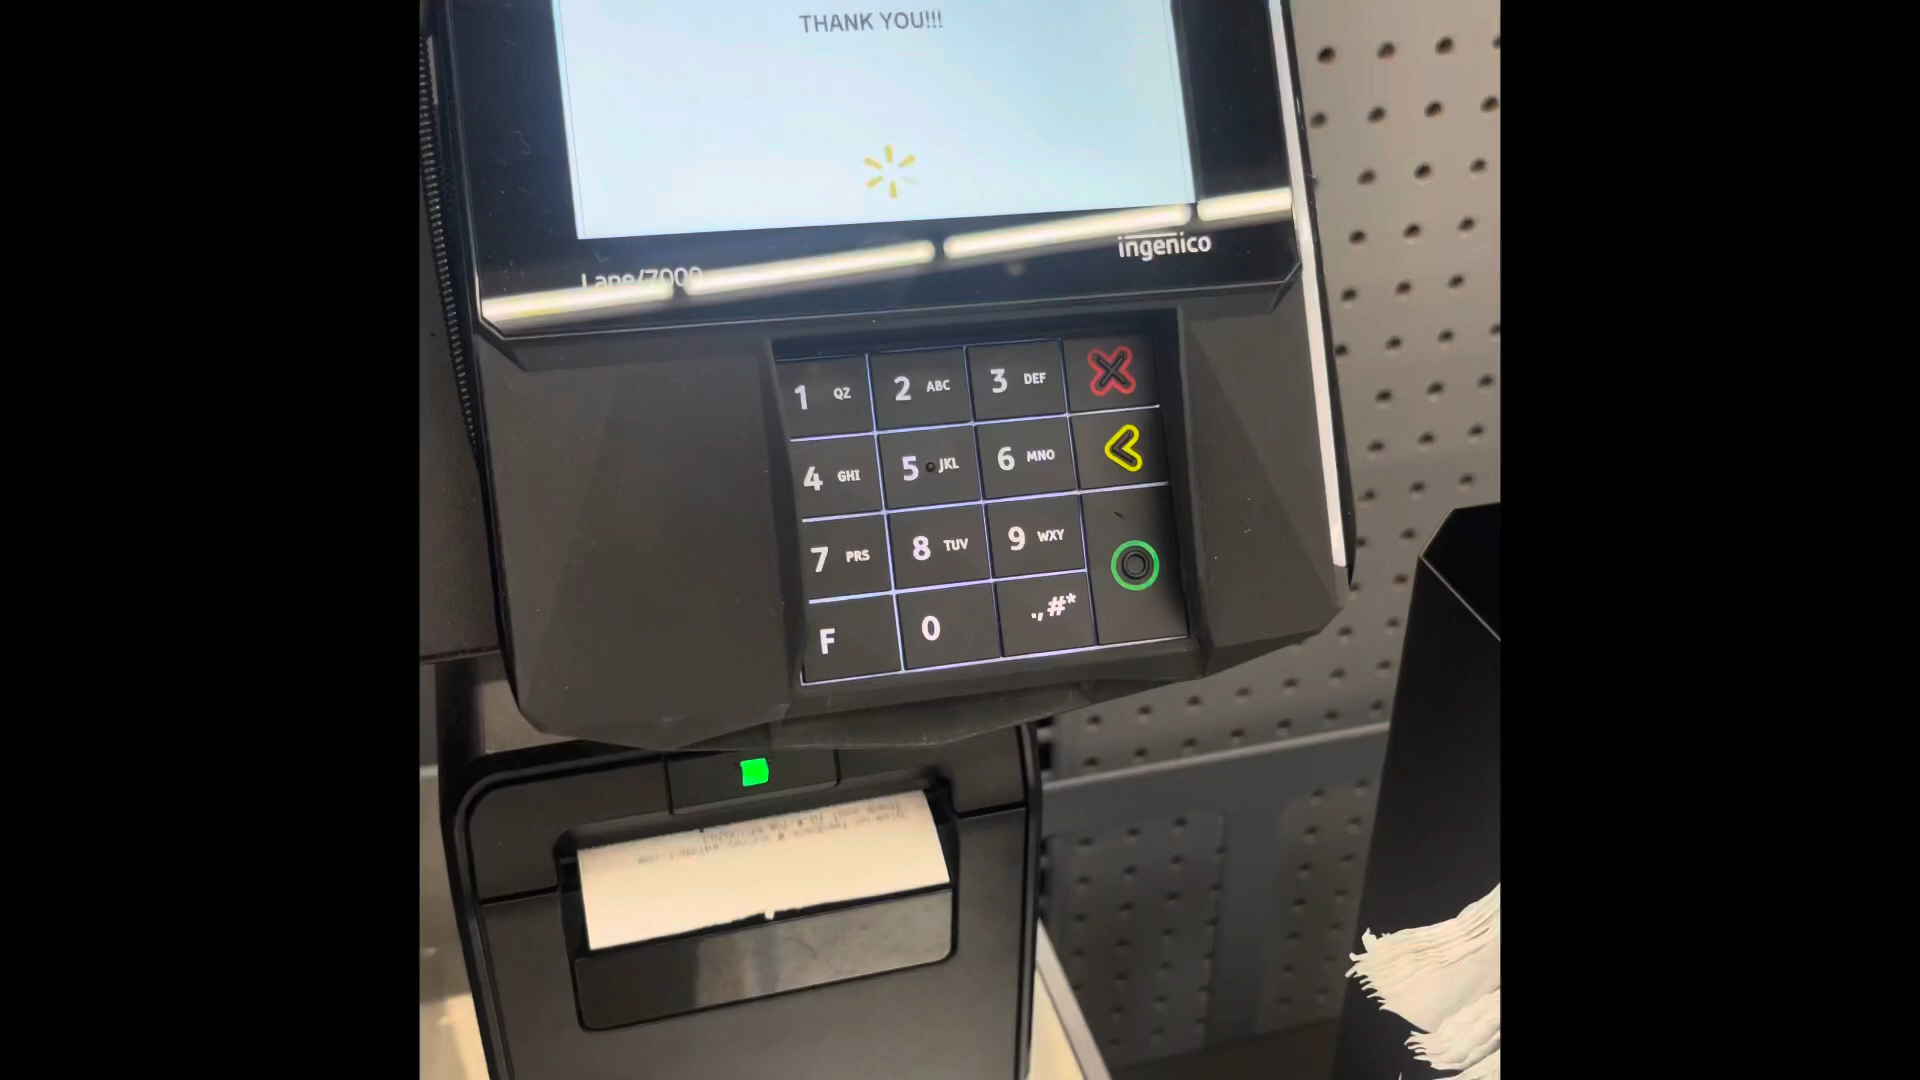 THANK YOU!!!
Lane/7000
ingenico
1 QZ
2 ABC
3 DEF
4 GHI
5 JKL
6 MNO
7 PRS
8 TUV
9 WXY
F
0
.,#*